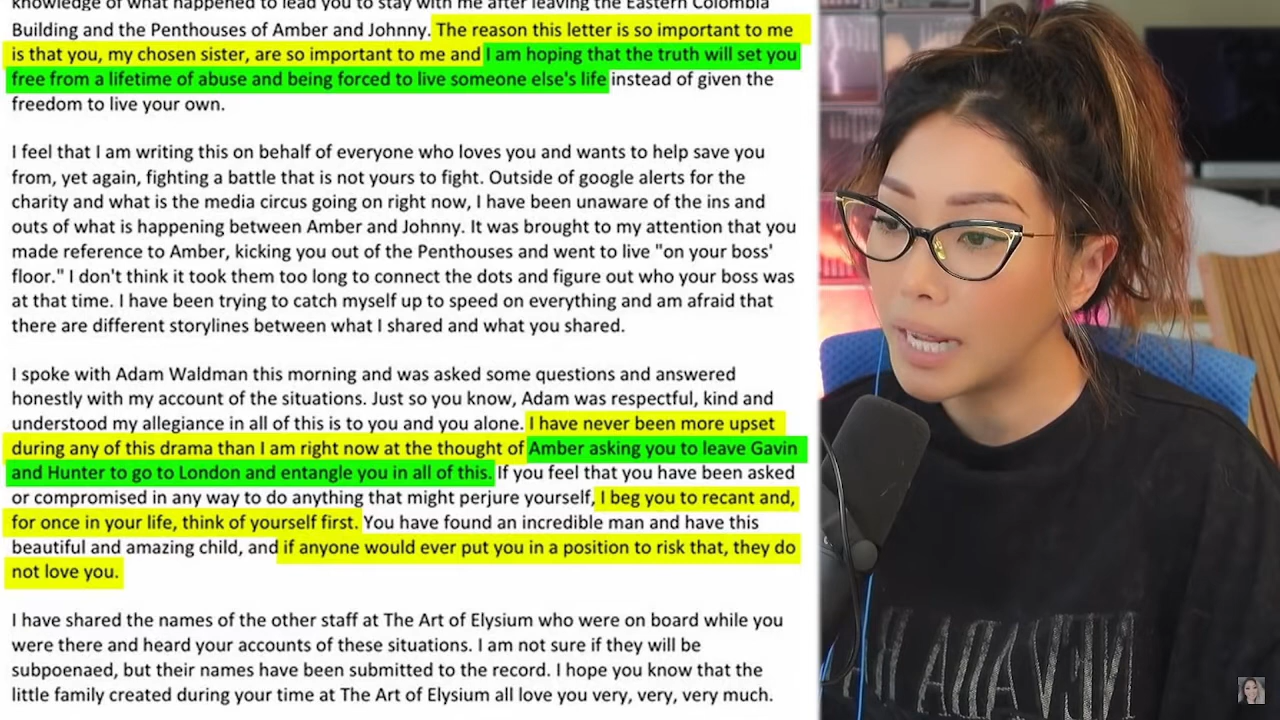 knowledge of what happened to lead you to stay with me after leaving the Eastern Colombia
Building and the Penthouses of Amber and Johnny. The reason this letter is so important to me
is that you, my chosen sister, are so important to me and I am hoping that the truth will set you
free from a lifetime of abuse and being forced to live someone else's life instead of given the
freedom to live your own.
I feel that I am writing this on behalf of everyone who loves you and wants to help save you
from, yet again, fighting a battle that is not yours to fight. Outside of google alerts for the
charity and what is the media circus going on right now, I have been unaware of the ins and
outs of what is happening between Amber and Johnny. It was brought to my attention that you
made reference to Amber, kicking you out of the Penthouses and went to live "on your boss'
floor." I don't think it took them too long to connect the dots and figure out who your boss was
at that time. I have been trying to catch myself up to speed on everything and am afraid that
there are different storylines between what I shared and what you shared.
I spoke with Adam Waldman this morning and was asked some questions and answered
honestly with my account of the situations. Just so you know, Adam was respectful, kind and
understood my allegiance in all of this is to you and you alone. I have never been more upset
during any of this drama than I am right now at the thought of Amber asking you to leave Gavin
and Hunter to go to London and entangle you in all of this. If you feel that you have been asked
or compromised in any way to do anything that might perjure yourself, I beg you to recant and,
for once in your life, think of yourself first. You have found an incredible man and have this
beautiful and amazing child, and if anyone would ever put you in a position to risk that, they do
not love you.
I have shared the names of the other staff at The Art of Elysium who were on board while you
were there and heard your accounts of these situations. I am not sure if they will be
subpoenaed, but their names have been submitted to the record. I hope you know that the
little family created during your time at The Art of Elysium all love you very, very, very much.